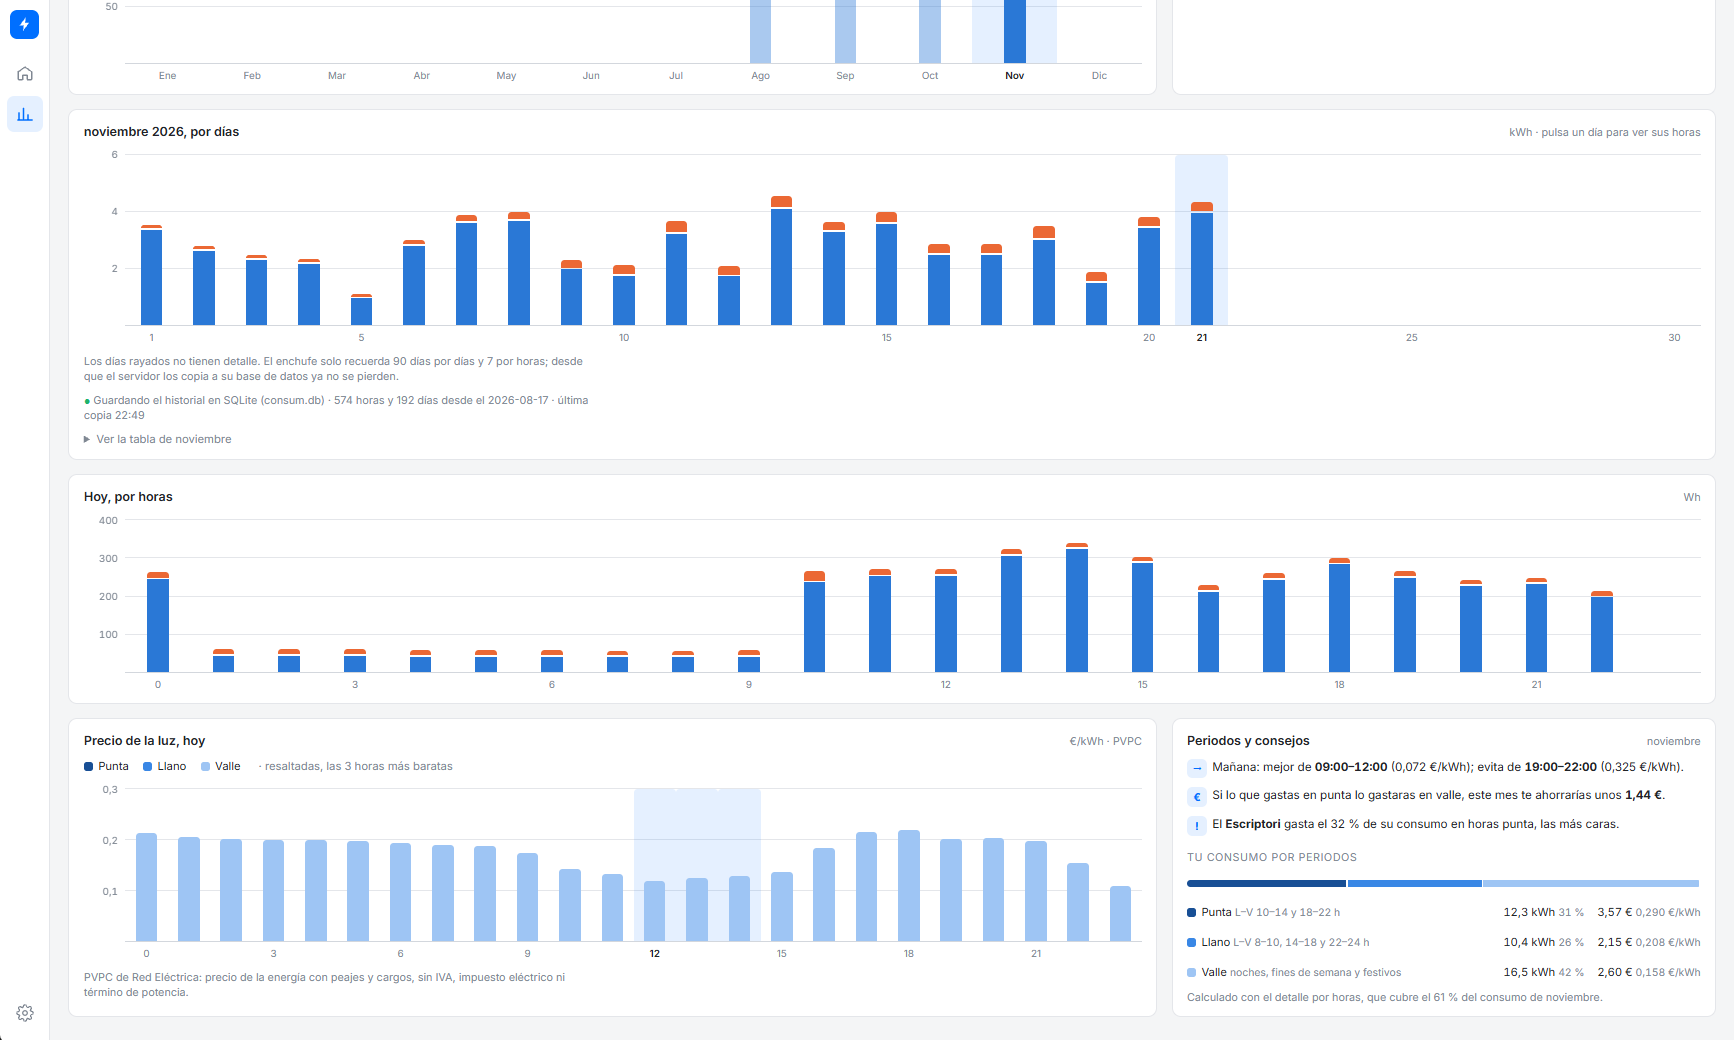 50
Ene Feb Mar Abr May Jun Jul Ago Sep Oct Nov Dic
noviembre 2026, por días
kWh · pulsa un día para ver sus horas
6
4
2
1 5 10 15 20 21 25 30
Los días rayados no tienen detalle. El enchufe solo recuerda 90 días por días y 7 por horas; desde
que el servidor los copia a su base de datos ya no se pierden.
● Guardando el historial en SQLite (consum.db) · 574 horas y 192 días desde el 2026-08-17 · última
copia 22:49
▶ Ver la tabla de noviembre
Hoy, por horas
Wh
400
300
200
100
0 3 6 9 12 15 18 21
Precio de la luz, hoy
€/kWh · PVPC
Punta Llano Valle · resaltadas, las 3 horas más baratas
0,3
0,2
0,1
0 3 6 9 12 15 18 21
PVPC de Red Eléctrica: precio de la energía con peajes y cargos, sin IVA, impuesto eléctrico ni
término de potencia.
Periodos y consejos
noviembre
→ Mañana: mejor de 09:00–12:00 (0,072 €/kWh); evita de 19:00–22:00 (0,325 €/kWh).
€ Si lo que gastas en punta lo gastaras en valle, este mes te ahorrarías unos 1,44 €.
! El Escriptori gasta el 32 % de su consumo en horas punta, las más caras.
TU CONSUMO POR PERIODOS
Punta L–V 10–14 y 18–22 h 12,3 kWh 31 % 3,57 € 0,290 €/kWh
Llano L–V 8–10, 14–18 y 22–24 h 10,4 kWh 26 % 2,15 € 0,208 €/kWh
Valle noches, fines de semana y festivos 16,5 kWh 42 % 2,60 € 0,158 €/kWh
Calculado con el detalle por horas, que cubre el 61 % del consumo de noviembre.